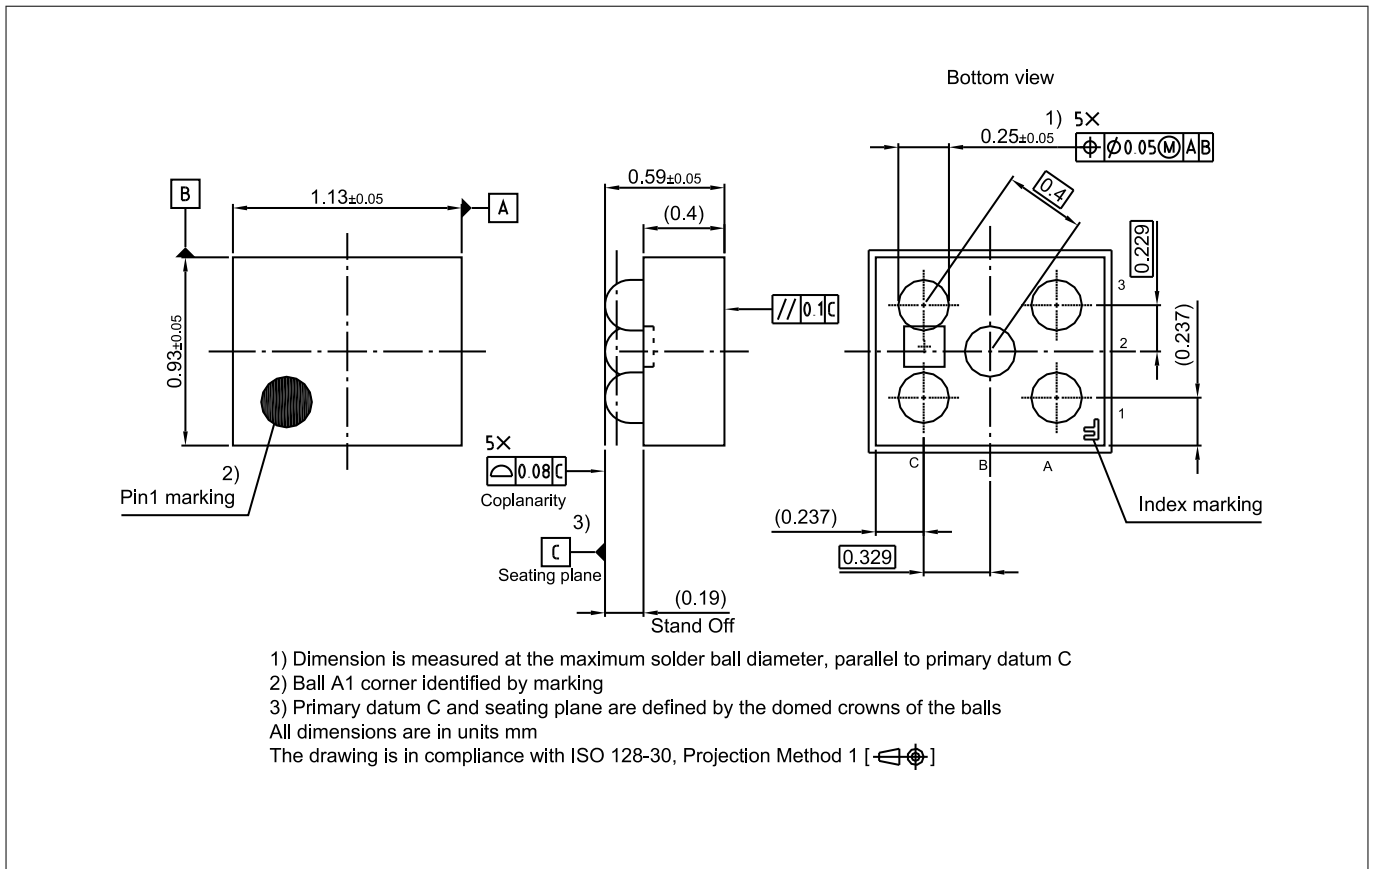 Bottom view
1) 5X
0.25±0.05
⌖ Ø0.05Ⓜ A B
0.59±0.05
0.4
B
1.13±0.05
A
(0.4)
0.229
3
// 0.1 C
0.93±0.05
2
(0.237)
1
5X
⌓ 0.08 C
Coplanarity
C B A
2)
Pin1 marking
Index marking
3)
C
Seating plane
(0.237)
0.329
(0.19)
Stand Off
1) Dimension is measured at the maximum solder ball diameter, parallel to primary datum C
2) Ball A1 corner identified by marking
3) Primary datum C and seating plane are defined by the domed crowns of the balls
All dimensions are in units mm
The drawing is in compliance with ISO 128-30, Projection Method 1 [ ]